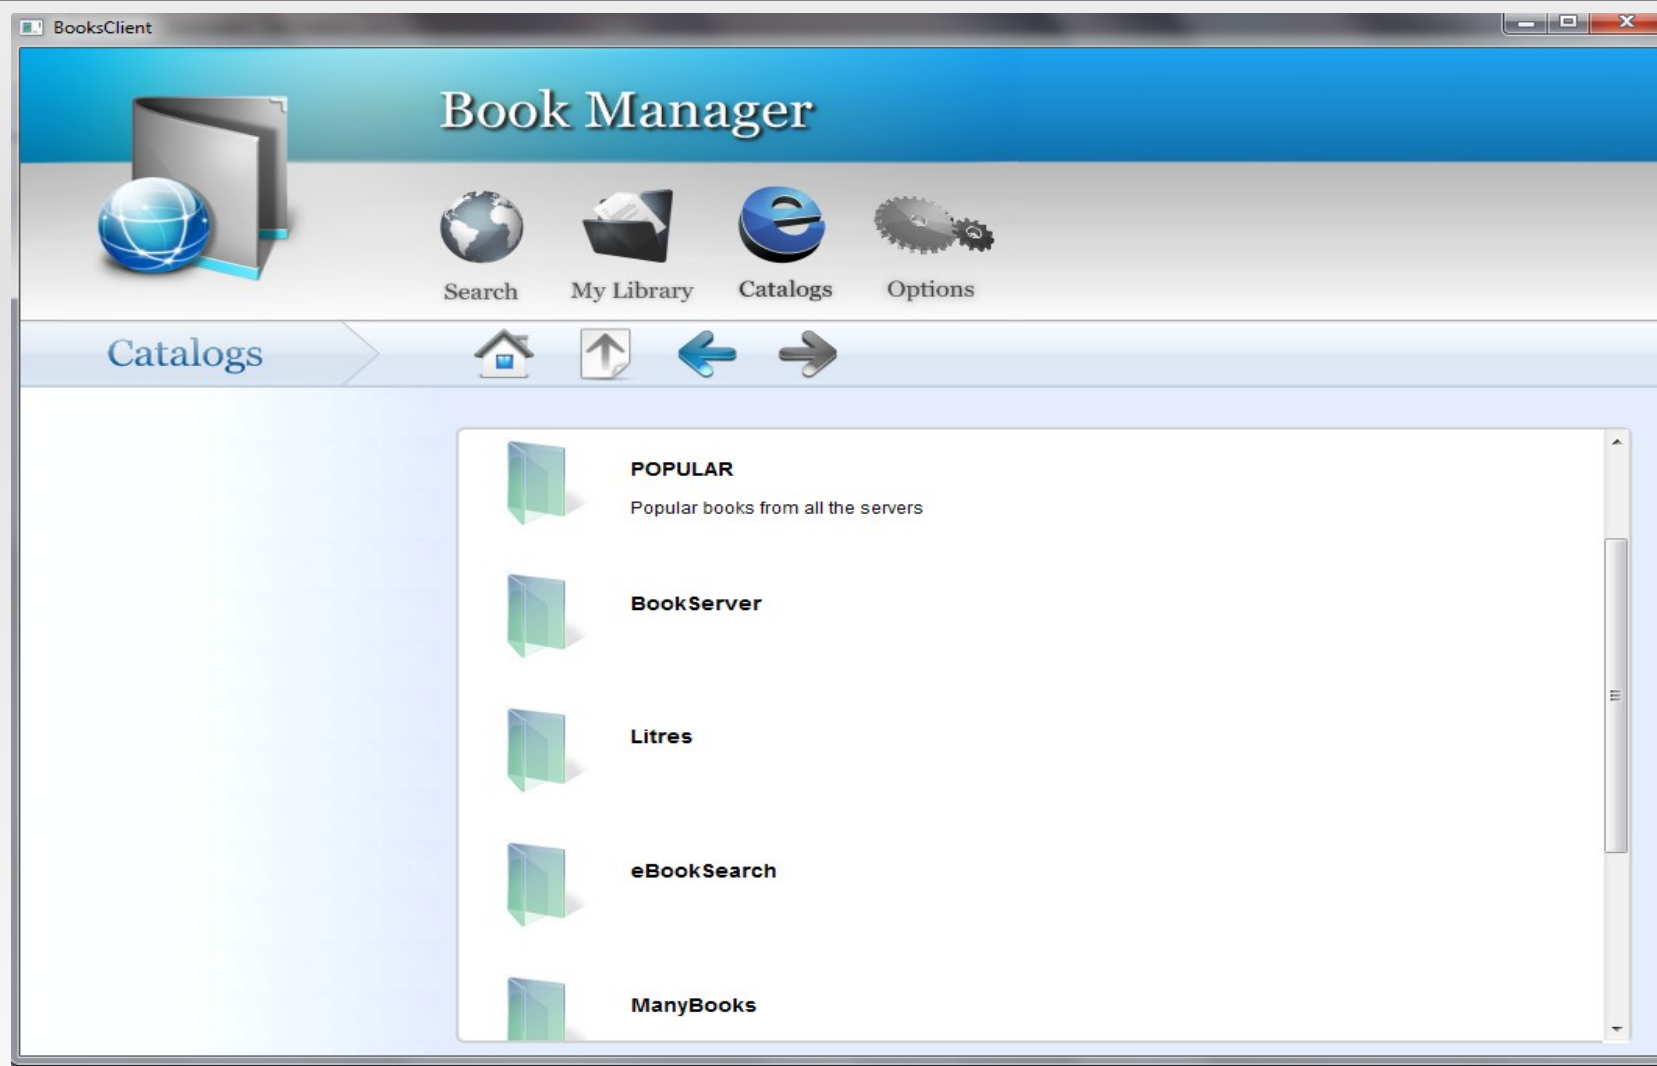 BooksClient
Book Manager
Search My Library Catalogs Options
Catalogs
POPULAR
Popular books from all the servers
BookServer
Litres
eBookSearch
ManyBooks